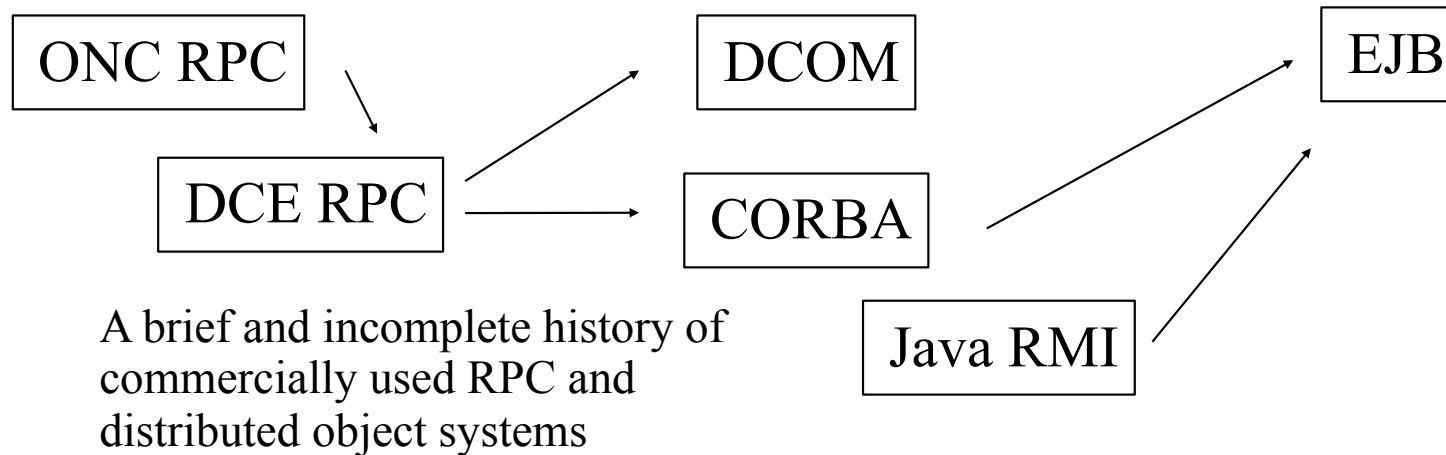 ONC RPC
DCOM
EJB
DCE RPC
CORBA
Java RMI
A brief and incomplete history of
commercially used RPC and
distributed object systems